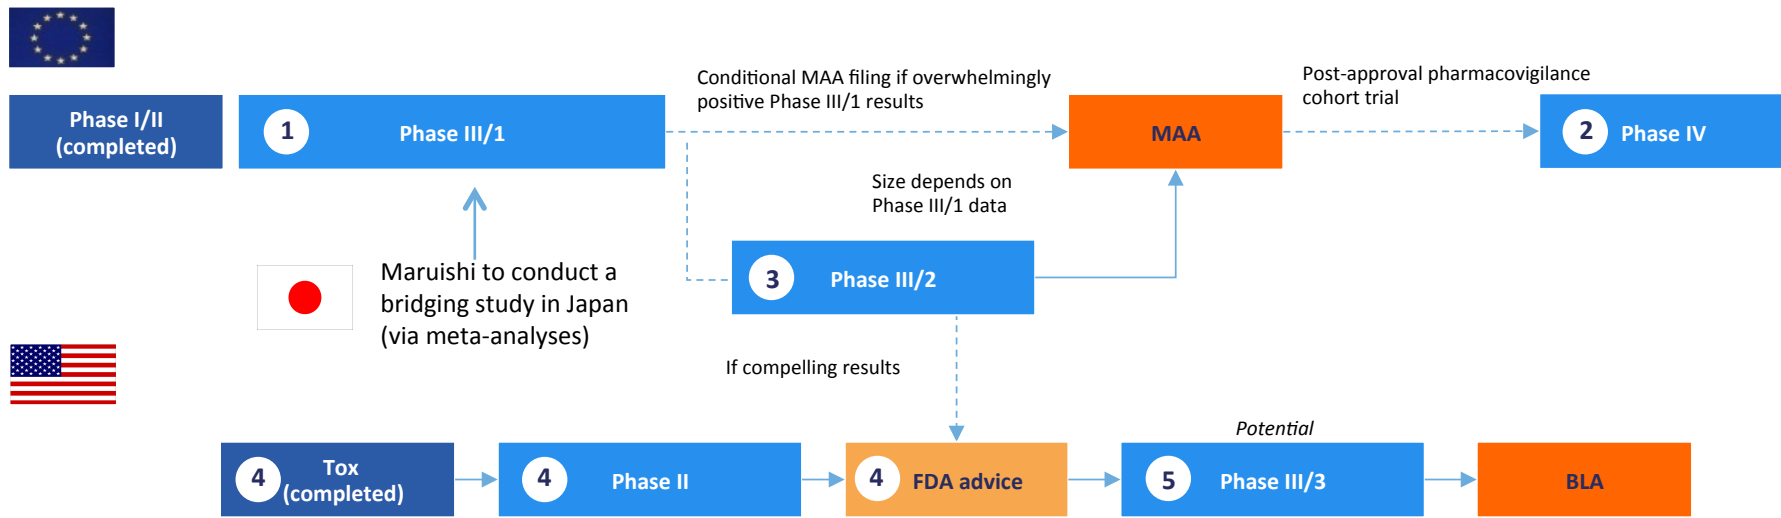 Conditional MAA filing if overwhelmingly
positive Phase III/1 results
Post-approval pharmacovigilance
cohort trial
Phase I/II
(completed)
1
Phase III/1
MAA
2
Phase IV
Size depends on
Phase III/1 data
Maruishi to conduct a
bridging study in Japan
(via meta-analyses)
3
Phase III/2
If compelling results
Potential
4
Tox
(completed)
4
Phase II
4
FDA advice
5
Phase III/3
BLA